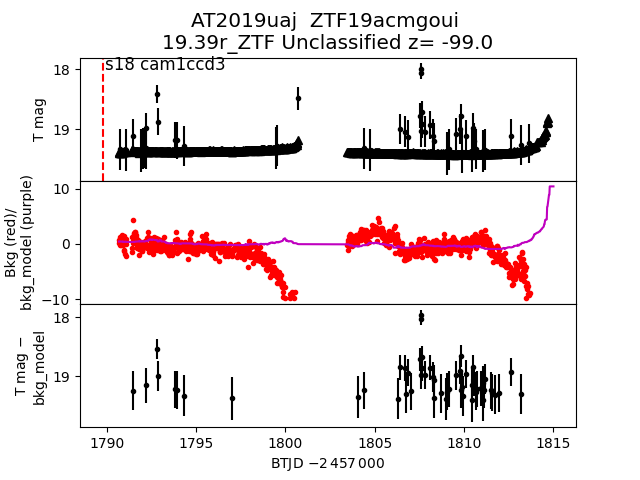 AT2019uaj  ZTF19acmgoui
19.39r_ZTF Unclassified z= -99.0
s18 cam1ccd3
18
19
T mag
10
0
−10
Bkg (red)/
bkg_model (purple)
18
19
T mag −
bkg_model
1790 1795 1800 1805 1810 1815
BTJD −2 457 000